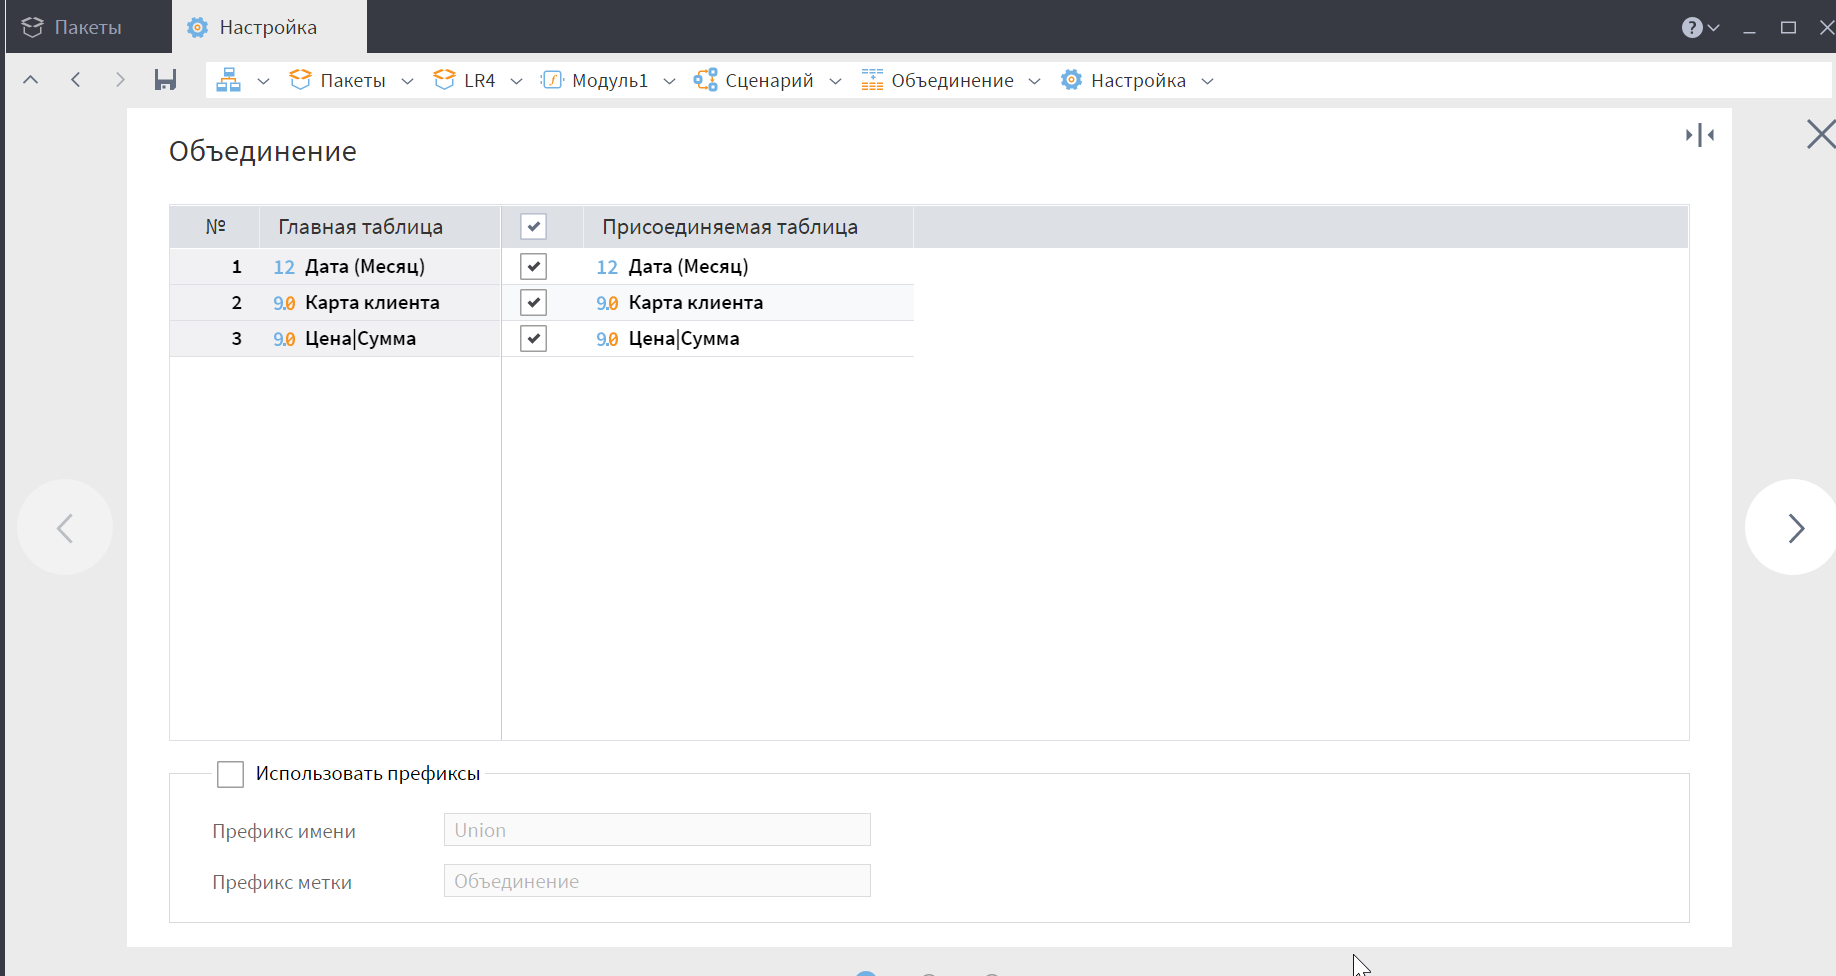 Пакеты Настройка ?
Пакеты LR4 Модуль1 Сценарий Объединение Настройка
Объединение
№ Главная таблица Присоединяемая таблица
1 12 Дата (Месяц) 12 Дата (Месяц)
2 9.0 Карта клиента 9.0 Карта клиента
3 9.0 Цена|Сумма 9.0 Цена|Сумма
Использовать префиксы
Префикс имени Union
Префикс метки Объединение